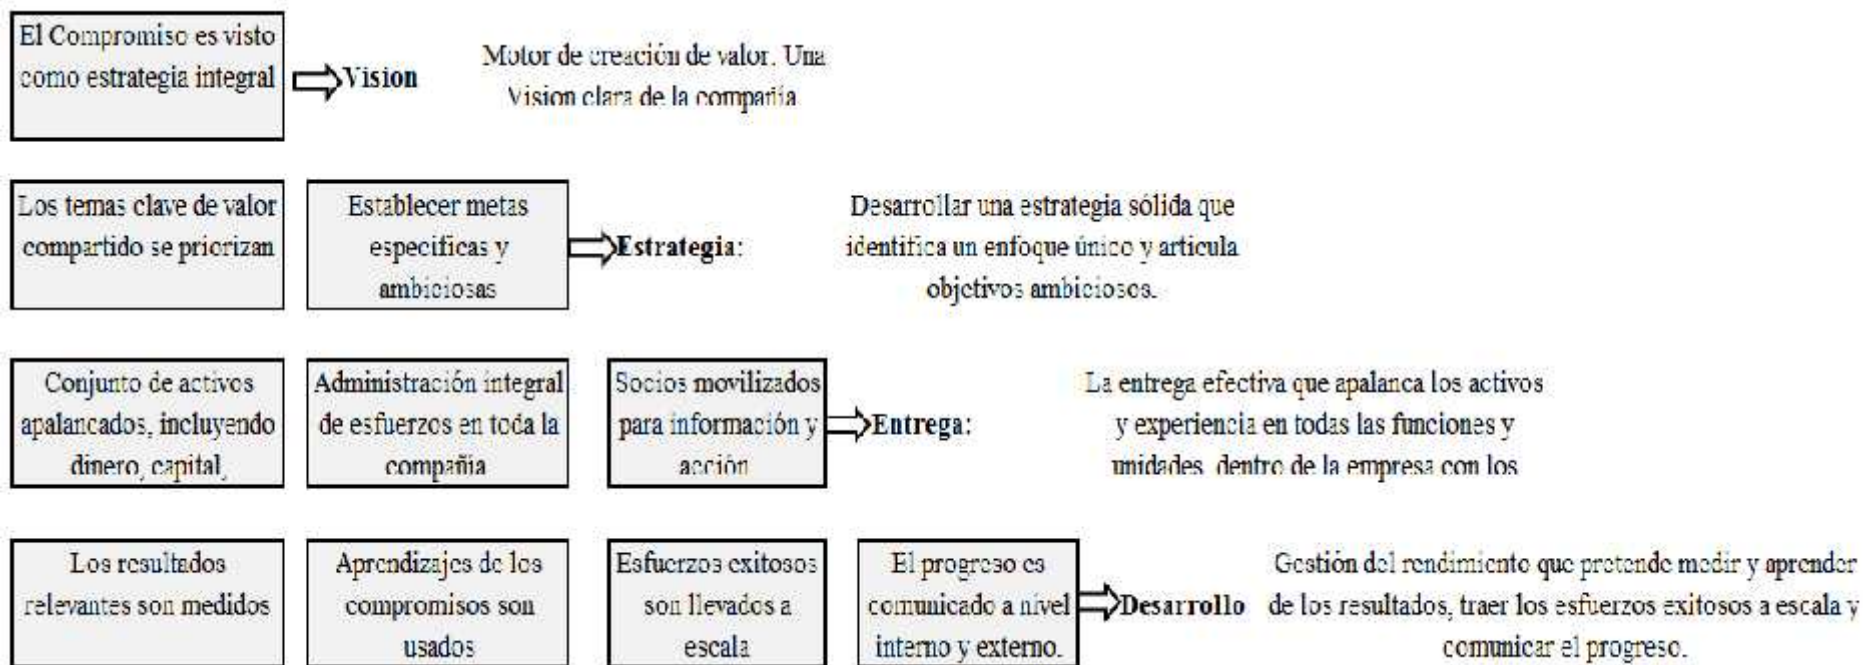 El Compromiso es visto
como estrategia integral
Vision
Motor de creación de valor. Una
Vision clara de la compañía
Los temas clave de valor
compartido se priorizan
Establecer metas
especificas y
ambiciosas
Estrategia:
Desarrollar una estrategia sólida que
identifica un enfoque único y articula
objetivos ambiciosos.
Conjunto de activos
apalancados, incluyendo
dinero, capital,
Administración integral
de esfuerzos en toda la
compañia
Socios movilizados
para información y
acción
Entrega:
La entrega efectiva que apalanca los activos
y experiencia en todas las funciones y
unidades dentro de la empresa con los
Los resultados
relevantes son medidos
Aprendizajes de los
compromisos son
usados
Esfuerzos exitosos
son llevados a
escala
El progreso es
comunicado a nivel
interno y externo.
Desarrollo
Gestión del rendimiento que pretende medir y aprender
de los resultados, traer los esfuerzos exitosos a escala y
comunicar el progreso.